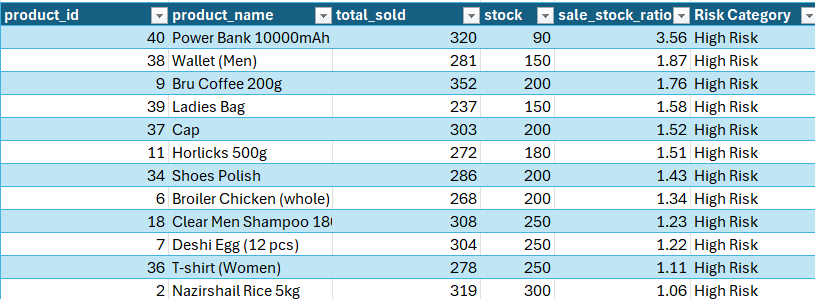 product_id product_name total_sold stock sale_stock_ratio Risk Category
40 Power Bank 10000mAh 320 90 3.56 High Risk
38 Wallet (Men) 281 150 1.87 High Risk
9 Bru Coffee 200g 352 200 1.76 High Risk
39 Ladies Bag 237 150 1.58 High Risk
37 Cap 303 200 1.52 High Risk
11 Horlicks 500g 272 180 1.51 High Risk
34 Shoes Polish 286 200 1.43 High Risk
6 Broiler Chicken (whole) 268 200 1.34 High Risk
18 Clear Men Shampoo 308 250 1.23 High Risk
7 Deshi Egg (12 pcs) 304 250 1.22 High Risk
36 T-shirt (Women) 278 250 1.11 High Risk
2 Nazirshail Rice 5kg 319 300 1.06 High Risk